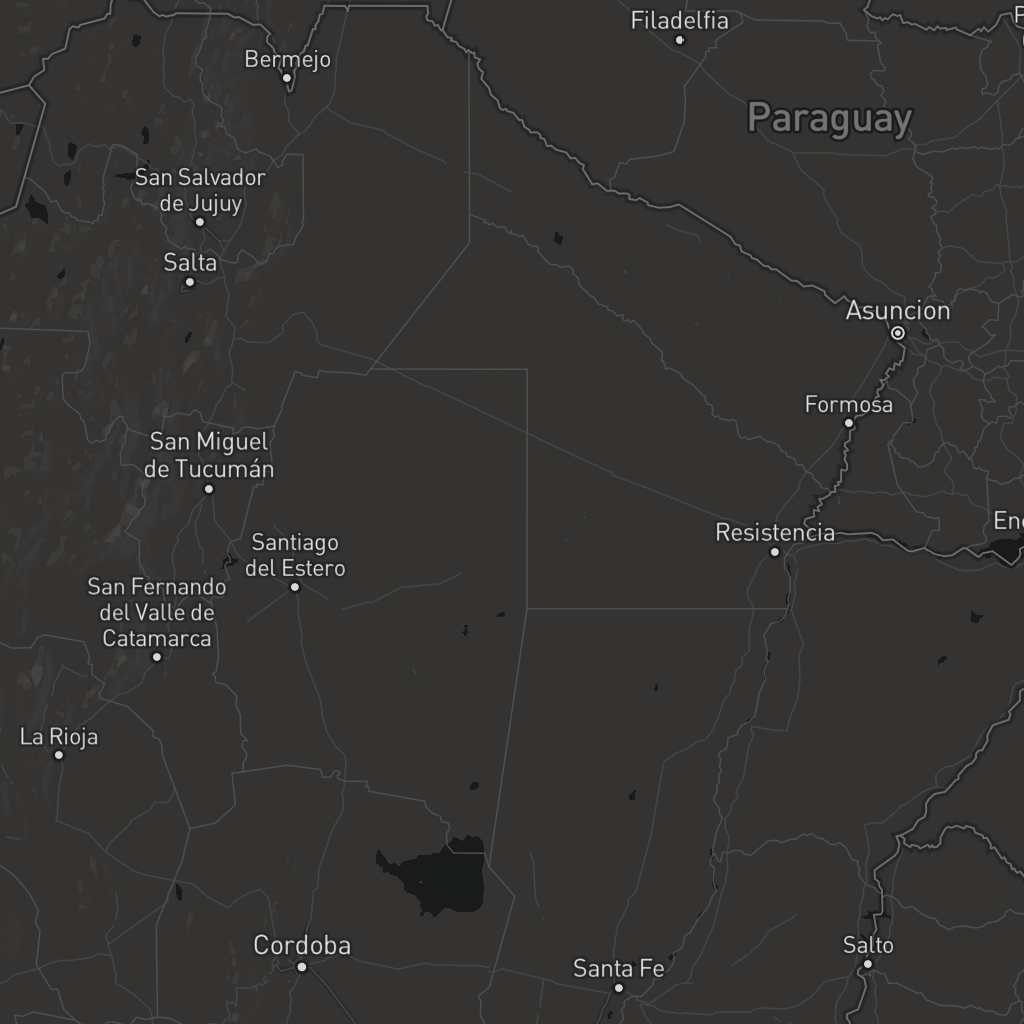 Filadelfia
Bermejo
Paraguay
San Salvador
de Jujuy
Salta
Asuncion
Formosa
San Miguel
de Tucumán
Resistencia
Santiago
del Estero
San Fernando
del Valle de
Catamarca
La Rioja
Cordoba
Salto
Santa Fe